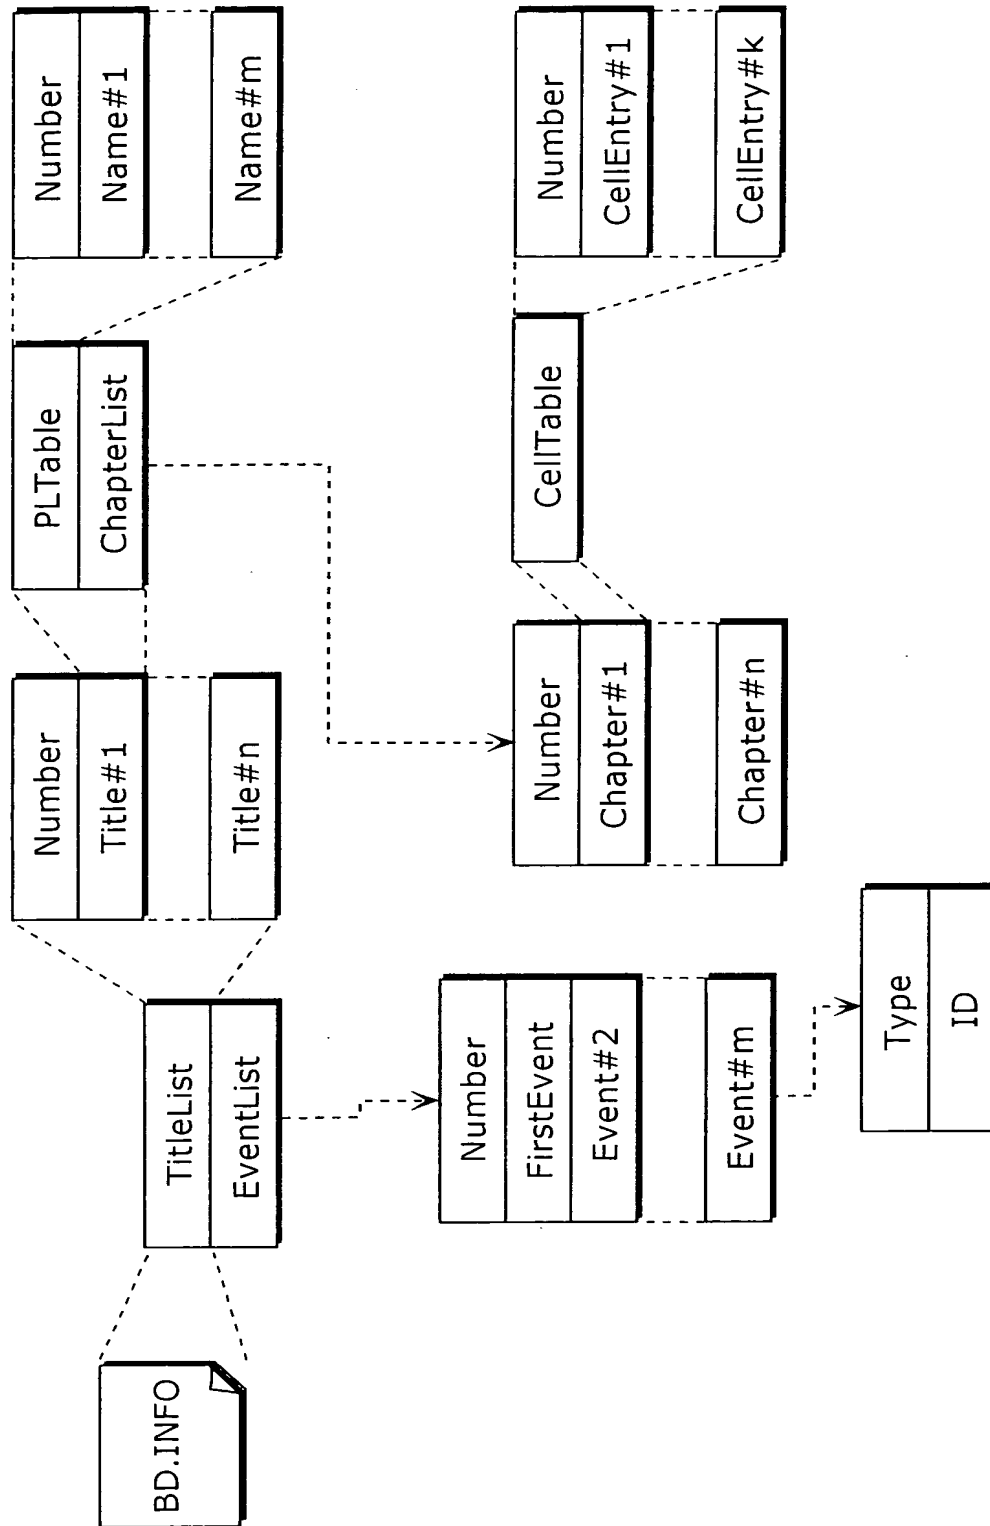 BD.INFO
TitleList
EventList
Number
Title#1
Title#n
PLTable
ChapterList
Number
Name#1
Name#m
Number
FirstEvent
Event#2
Event#m
Type
ID
Number
Chapter#1
Chapter#n
CellTable
Number
CellEntry#1
CellEntry#k